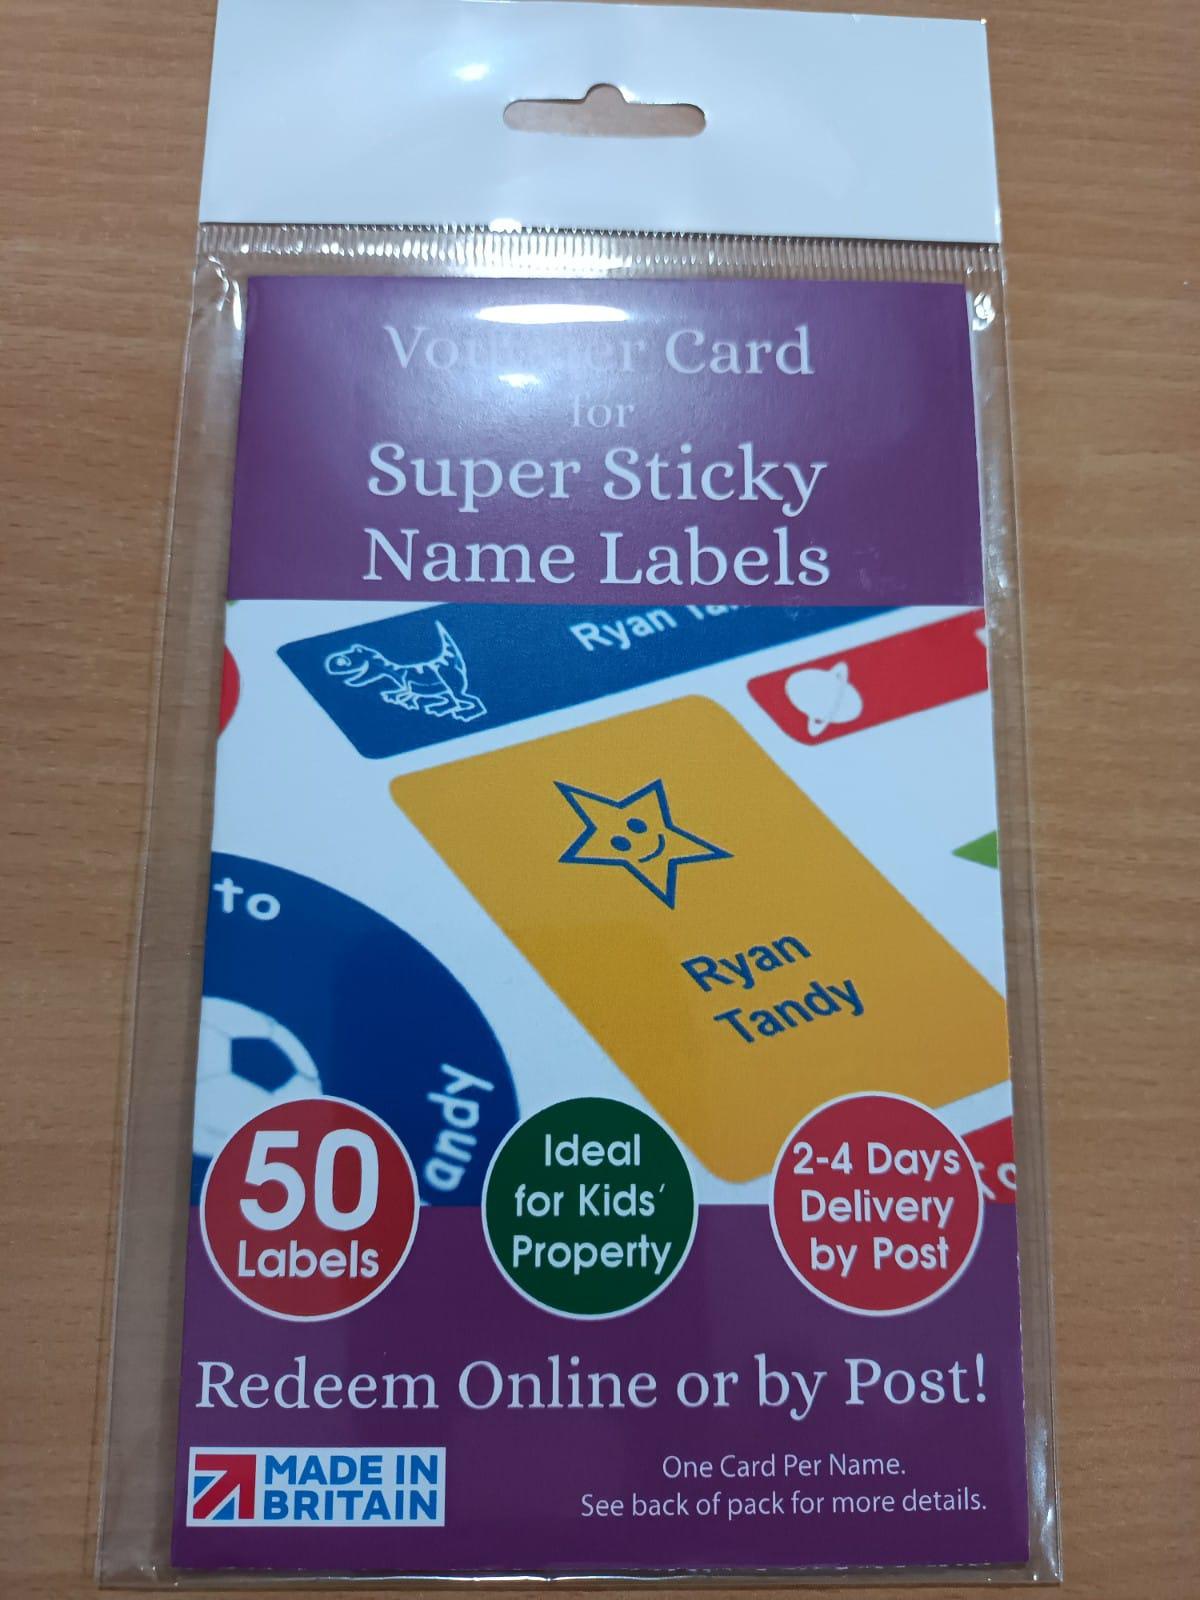 Voucher Card
for
Super Sticky
Name Labels
Ryan
Ryan
Tandy
to
andy
50
Labels
Ideal
for Kids'
Property
2-4 Days
Delivery
by Post
Redeem Online or by Post!
MADE IN
BRITAIN
One Card Per Name.
See back of pack for more details.